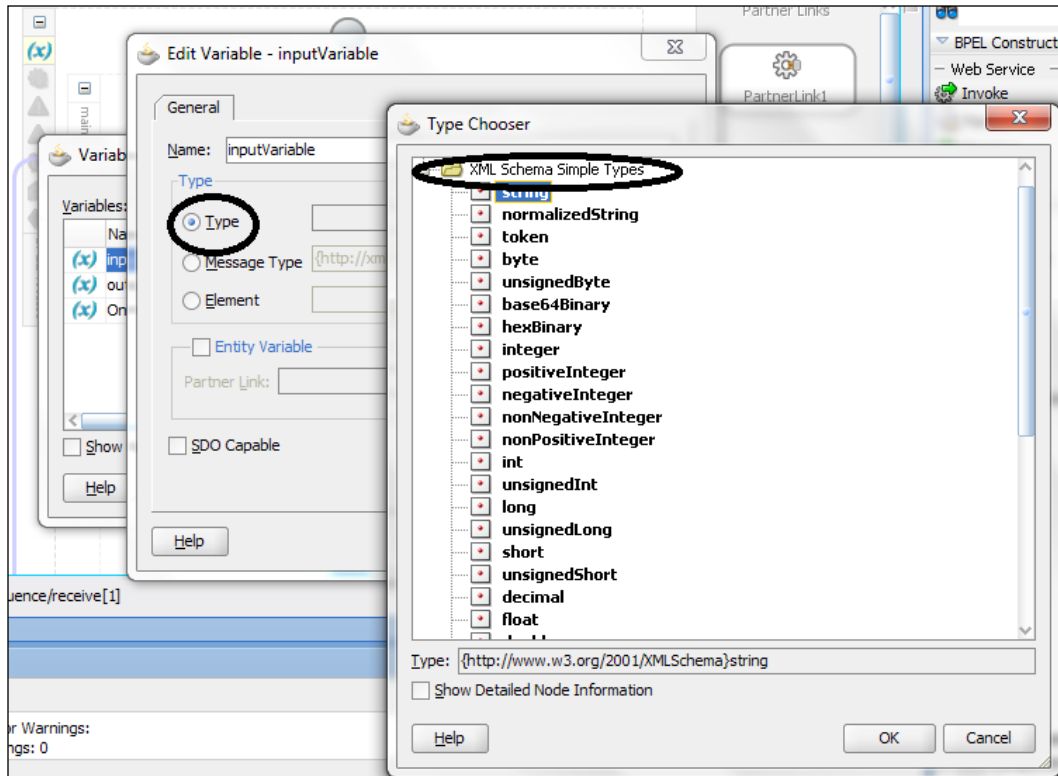 Partner Links
BPEL Construct
Web Service
Invoke
PartnerLink1
(x)
main
Variab
Variables:
Na
(x) inp
(x) out
(x) On
Show
Help
Edit Variable - inputVariable
General
Name: inputVariable
Type
Type
Message Type {http://xm
Element
Entity Variable
Partner Link:
SDO Capable
Help
Type Chooser
XML Schema Simple Types
string
normalizedString
token
byte
unsignedByte
base64Binary
hexBinary
integer
positiveInteger
negativeInteger
nonNegativeInteger
nonPositiveInteger
int
unsignedInt
long
unsignedLong
short
unsignedShort
decimal
float
Type: {http://www.w3.org/2001/XMLSchema}string
Show Detailed Node Information
Help
OK
Cancel
uence/receive[1]
or Warnings:
ngs: 0